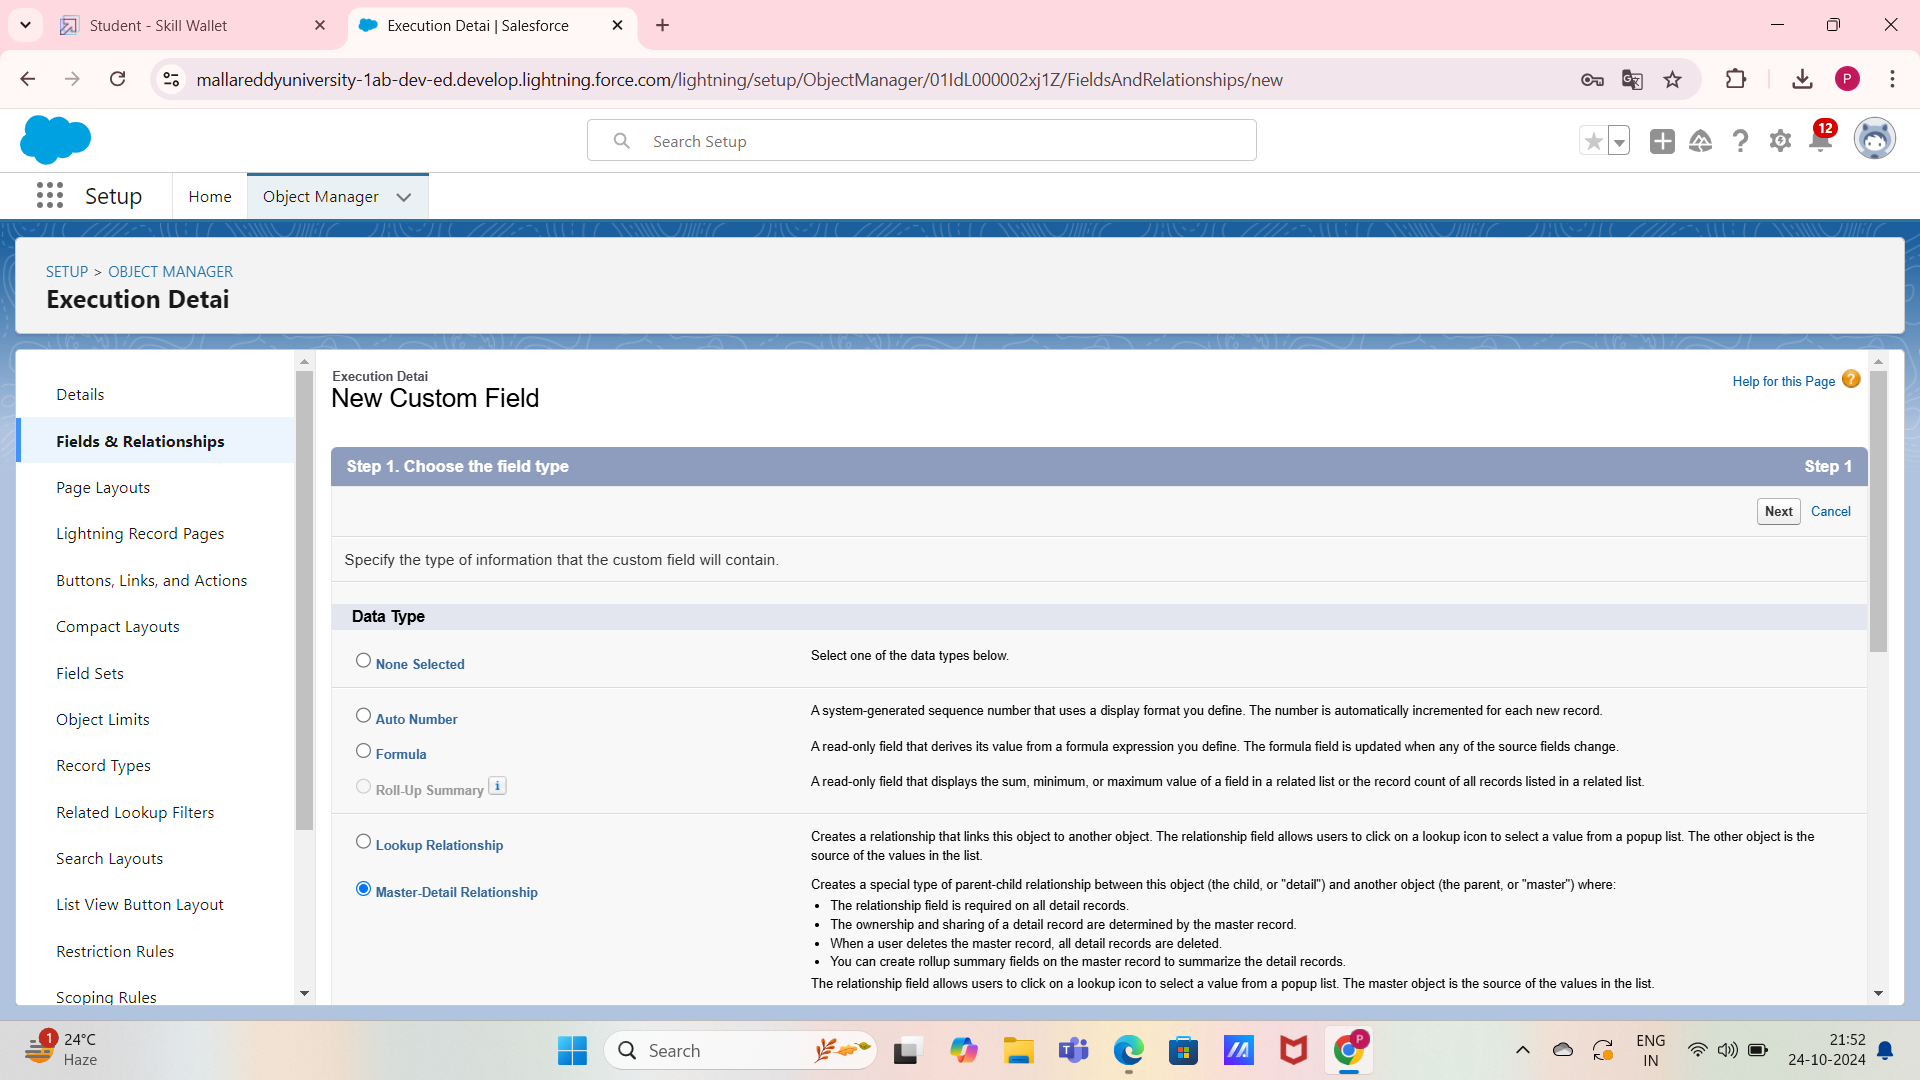 Student - Skill Wallet
Execution Detai | Salesforce
mallareddyuniversity-1ab-dev-ed.develop.lightning.force.com/lightning/setup/ObjectManager/01IdL000002xj1Z/FieldsAndRelationships/new
P
Search Setup
12
Setup
Home
Object Manager
SETUP > OBJECT MANAGER
Execution Detai
Details
Fields & Relationships
Page Layouts
Lightning Record Pages
Buttons, Links, and Actions
Compact Layouts
Field Sets
Object Limits
Record Types
Related Lookup Filters
Search Layouts
List View Button Layout
Restriction Rules
Scoping Rules
Execution Detai
New Custom Field
Help for this Page ?
Step 1. Choose the field type
Step 1
Next
Cancel
Specify the type of information that the custom field will contain.
Data Type
None Selected
Select one of the data types below.
Auto Number
A system-generated sequence number that uses a display format you define. The number is automatically incremented for each new record.
Formula
A read-only field that derives its value from a formula expression you define. The formula field is updated when any of the source fields change.
Roll-Up Summary i
A read-only field that displays the sum, minimum, or maximum value of a field in a related list or the record count of all records listed in a related list.
Lookup Relationship
Creates a relationship that links this object to another object. The relationship field allows users to click on a lookup icon to select a value from a popup list. The other object is the
source of the values in the list.
Master-Detail Relationship
Creates a special type of parent-child relationship between this object (the child, or "detail") and another object (the parent, or "master") where:
• The relationship field is required on all detail records.
• The ownership and sharing of a detail record are determined by the master record.
• When a user deletes the master record, all detail records are deleted.
• You can create rollup summary fields on the master record to summarize the detail records.
The relationship field allows users to click on a lookup icon to select a value from a popup list. The master object is the source of the values in the list.
1
24°C
Haze
Search
P
ENG
IN
21:52
24-10-2024